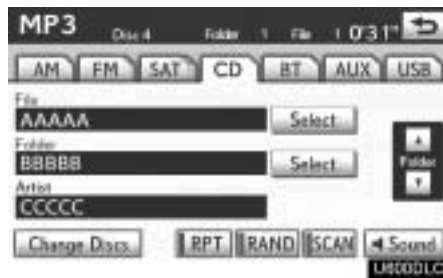 MP3 Disc 4 Folder 1 File 1 0'31"
AM FM SAT CD BT AUX USB
File
AAAAA Select
Folder
BBBBB Select
Folder
Artist
CCCCC
Change Discs RPT RAND SCAN Sound
U6000LC